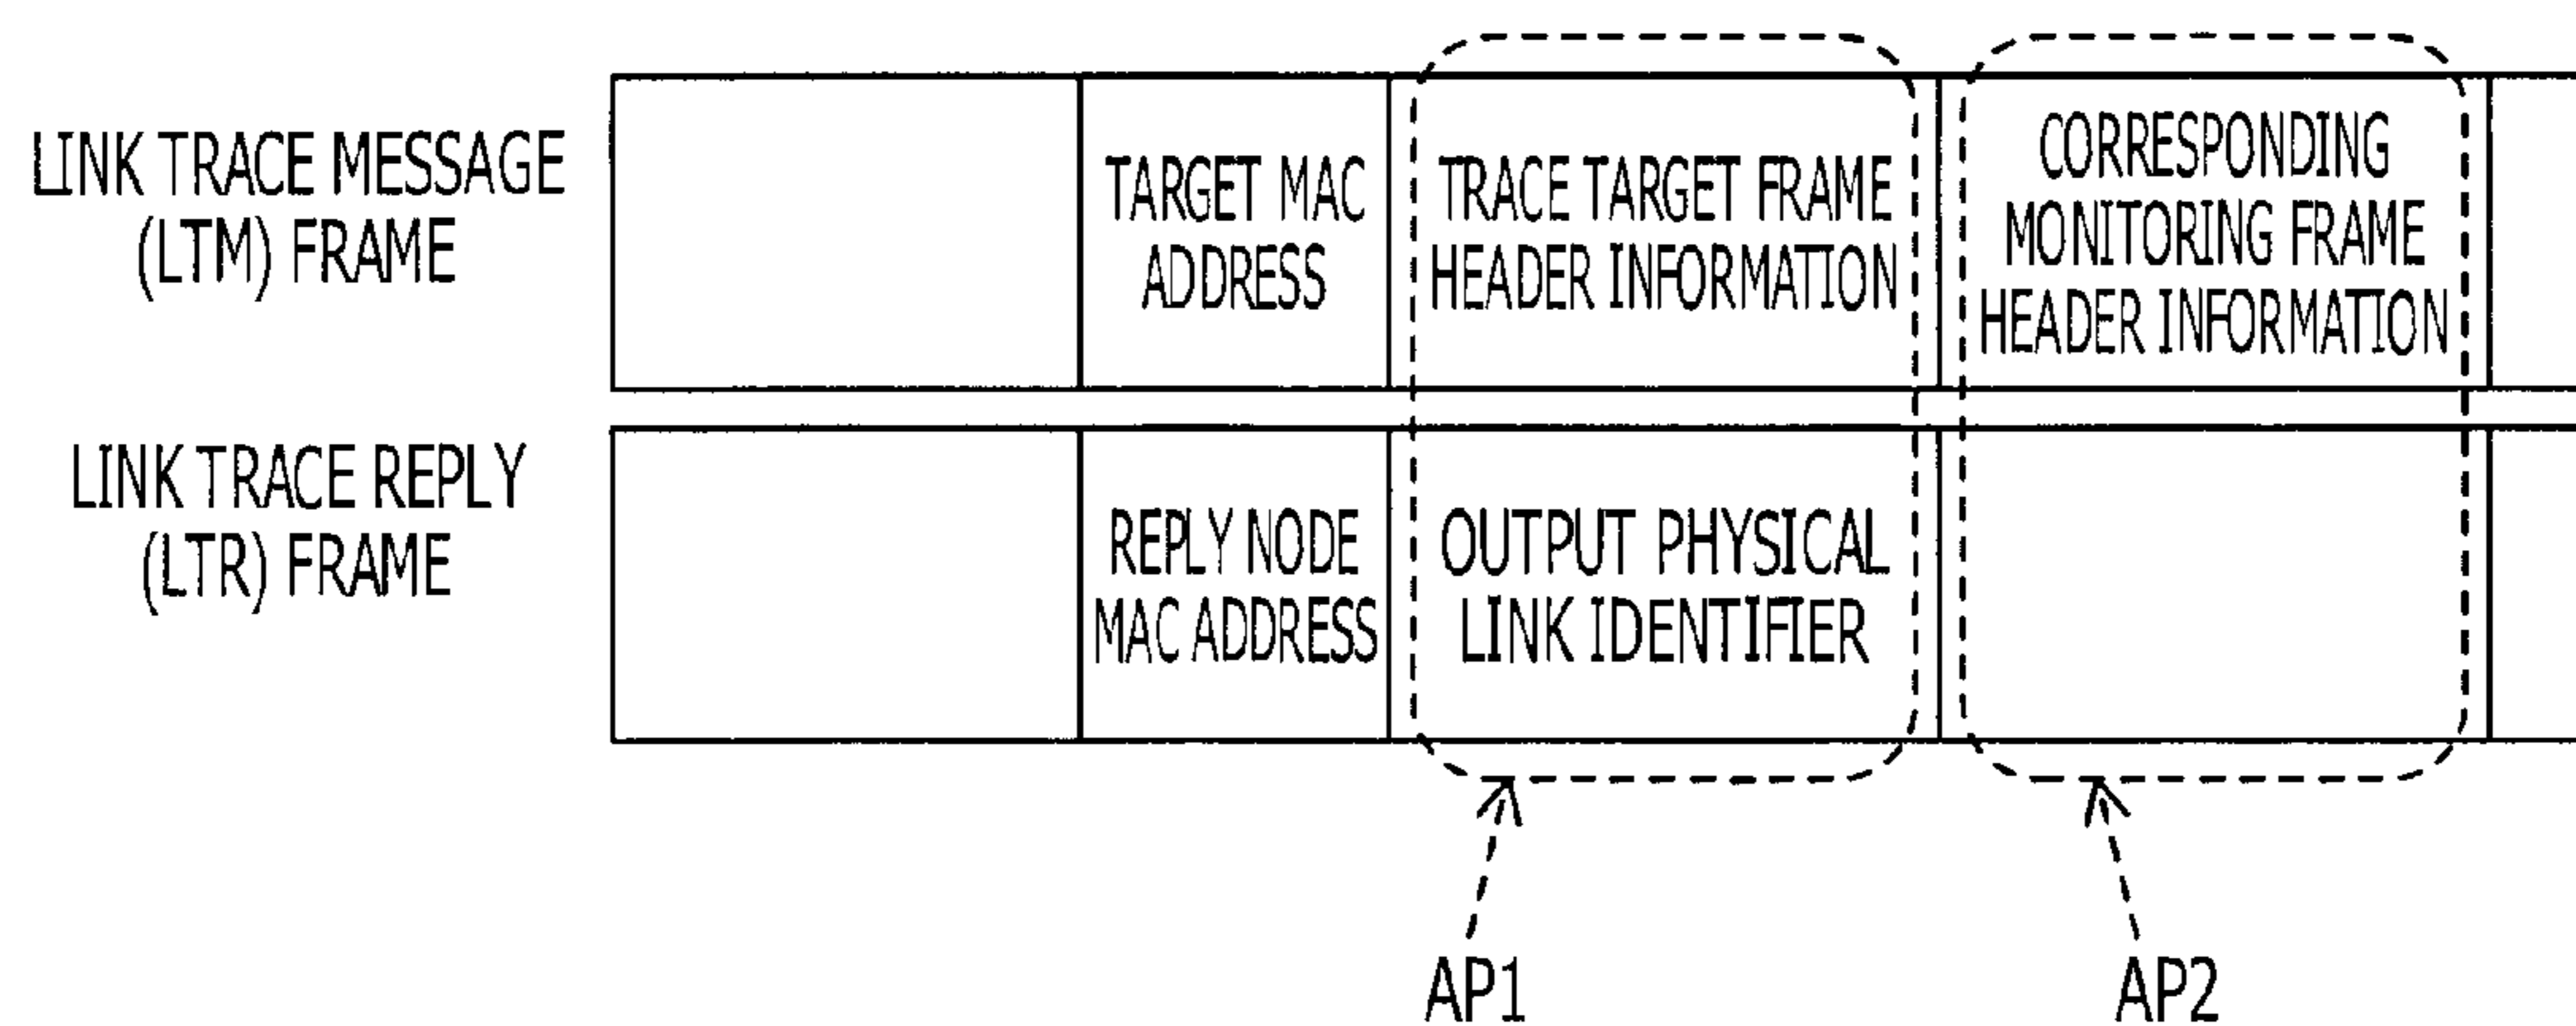 LINK TRACE MESSAGE
(LTM) FRAME
TARGET MAC
ADDRESS
TRACE TARGET FRAME
HEADER INFORMATION
CORRESPONDING
MONITORING FRAME
HEADER INFORMATION
LINK TRACE REPLY
(LTR) FRAME
REPLY NODE
MAC ADDRESS
OUTPUT PHYSICAL
LINK IDENTIFIER
AP1
AP2